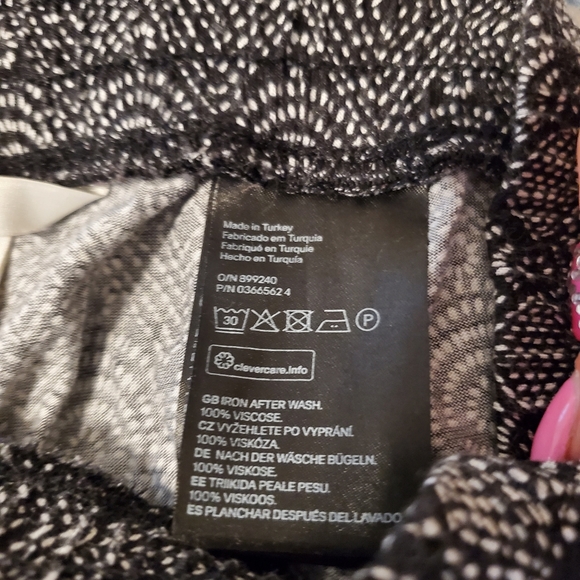 Made in Turkey
Fabricado em Turquia
Fabriqué en Turquie
Hecho en Turquía
O/N 899240
P/N 0366562 4
30 P
clevercare.info
GB IRON AFTER WASH.
100% VISCOSE.
CZ VYŽEHLETE PO VYPRÁNÍ.
100% VISKÓZA.
DE NACH DER WÄSCHE BÜGELN.
100% VISKOSE.
EE TRIIKIDA PEALE PESU.
100% VISKOOS.
ES PLANCHAR DESPUÉS DEL LAVADO